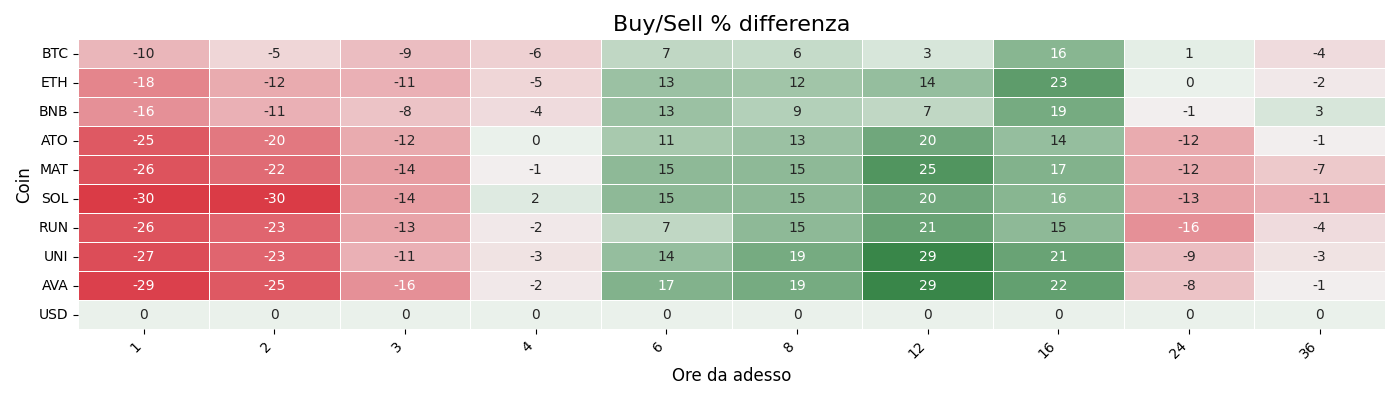 Buy/Sell % differenza
Coin
BTC -10 -5 -9 -6 7 6 3 16 1 -4
ETH -18 -12 -11 -5 13 12 14 23 0 -2
BNB -16 -11 -8 -4 13 9 7 19 -1 3
ATO -25 -20 -12 0 11 13 20 14 -12 -1
MAT -26 -22 -14 -1 15 15 25 17 -12 -7
SOL -30 -30 -14 2 15 15 20 16 -13 -11
RUN -26 -23 -13 -2 7 15 21 15 -16 -4
UNI -27 -23 -11 -3 14 19 29 21 -9 -3
AVA -29 -25 -16 -2 17 19 29 22 -8 -1
USD 0 0 0 0 0 0 0 0 0 0
1 2 3 4 6 8 12 16 24 36
Ore da adesso